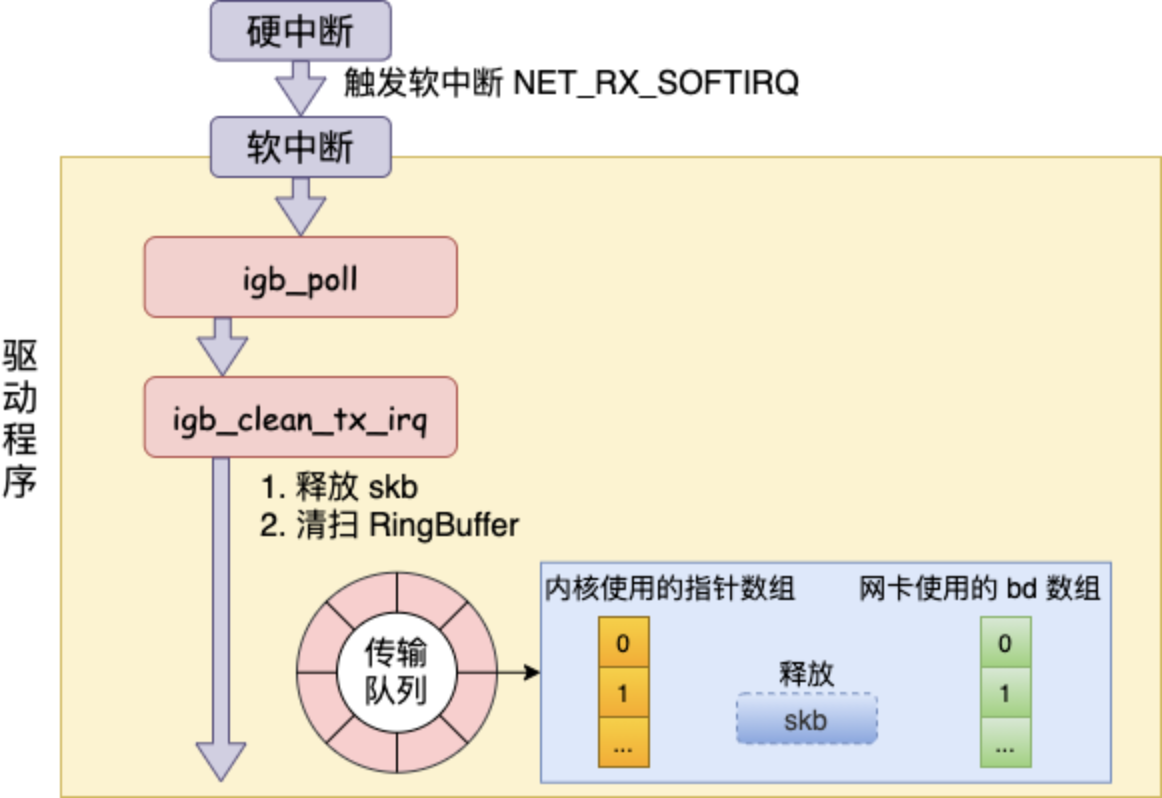 硬中断
触发软中断 NET_RX_SOFTIRQ
软中断
驱动程序
igb_poll
igb_clean_tx_irq
1. 释放 skb
2. 清扫 RingBuffer
传输
队列
内核使用的指针数组
网卡使用的 bd 数组
0
1
...
释放
skb
0
1
...